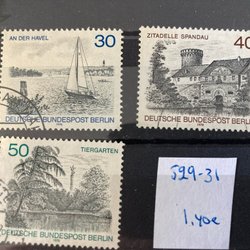 AN DER HAVEL
30
DEUTSCHE BUNDESPOST BERLIN
ZITADELLE SPANDAU
40
DEUTSCHE BUNDESPOST BERLIN
50
TIERGARTEN
DEUTSCHE BUNDESPOST BERLIN
529-31
1,40€